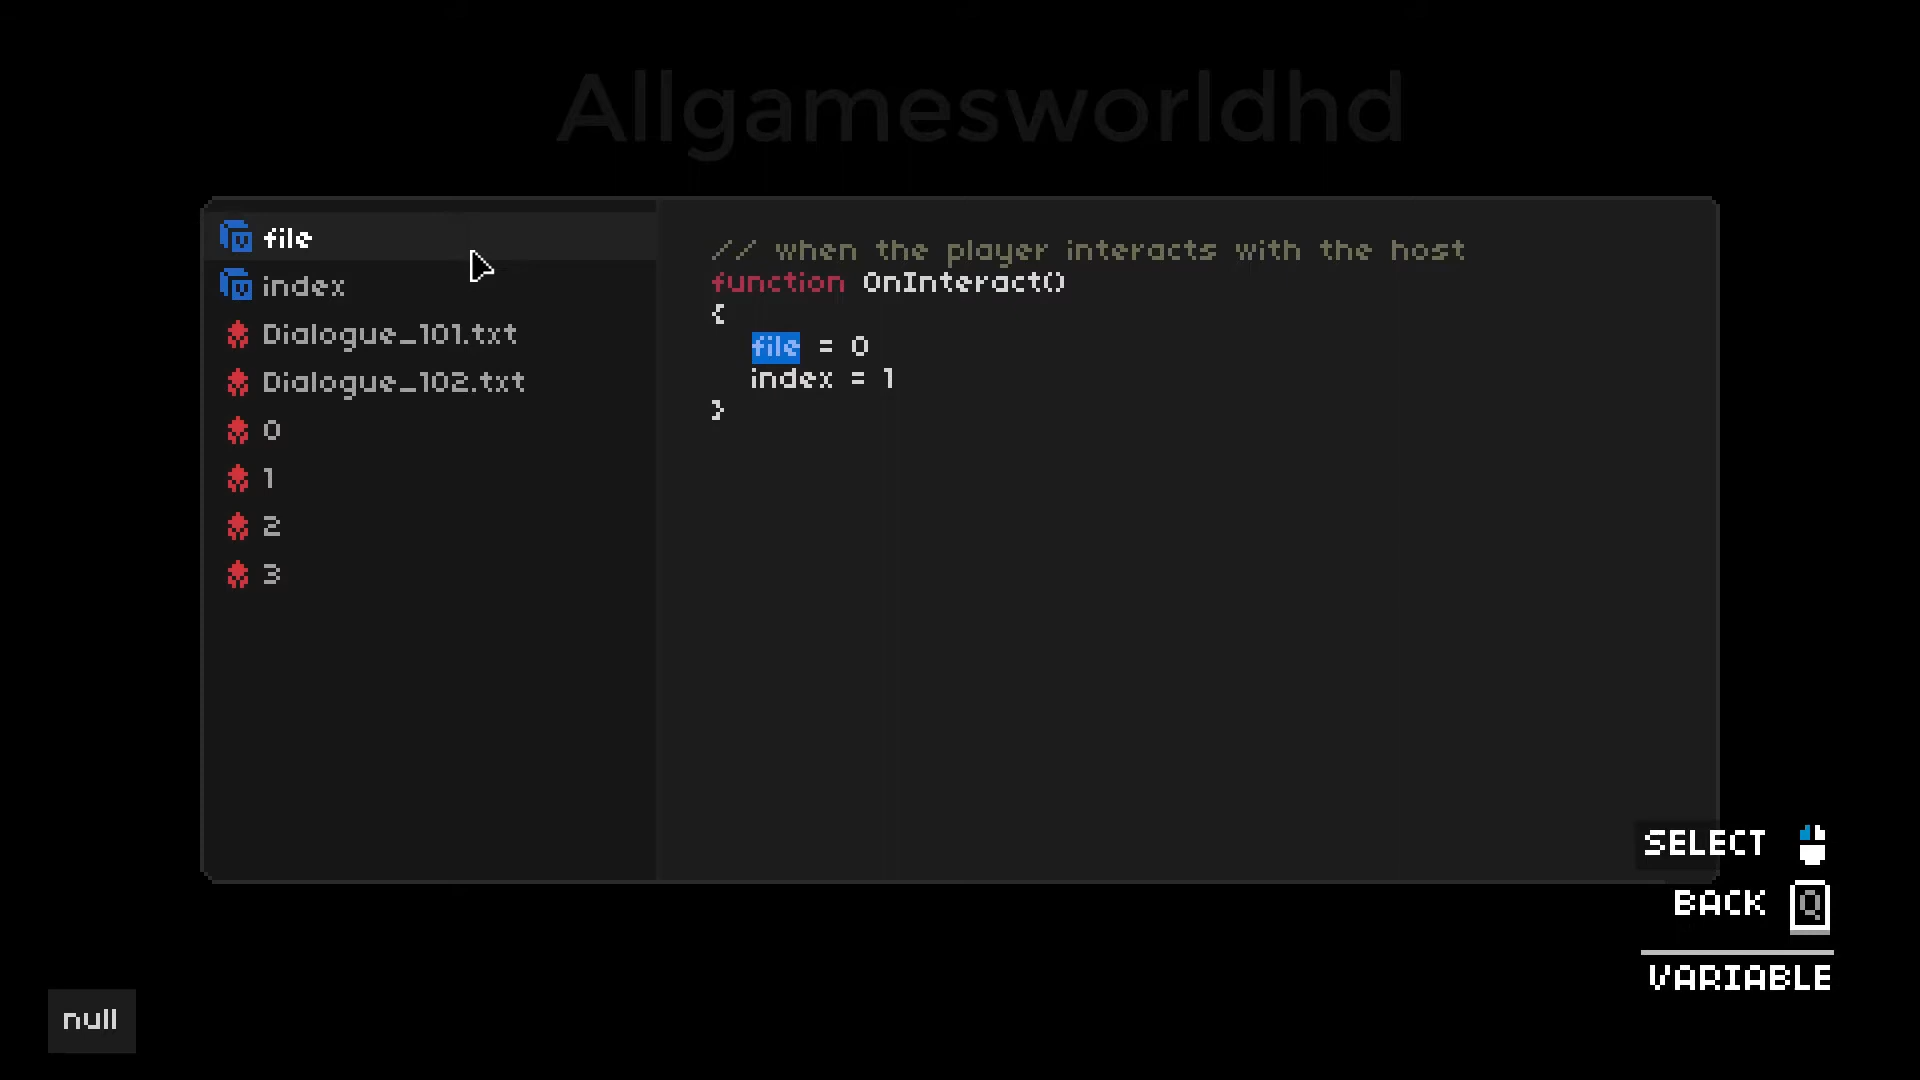 Allgamesworldhd
file
index
Dialogue_101.txt
Dialogue_102.txt
0
1
2
3
// when the player interacts with the host
function OnInteract()
{
file = 0
index = 1
}
SELECT
BACK Q
VARIABLE
null